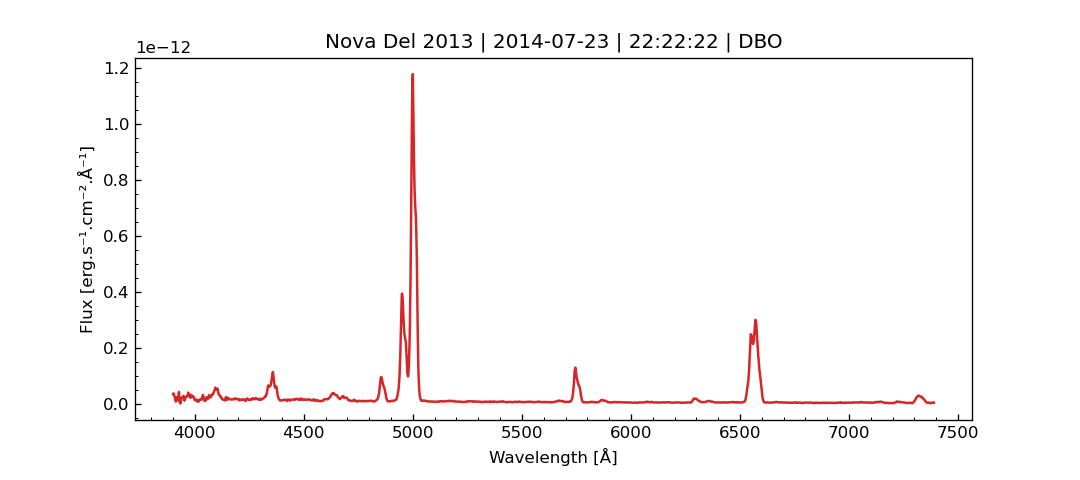 Nova Del 2013 | 2014-07-23 | 22:22:22 | DBO
1e−12
1.2
1.0
0.8
0.6
0.4
0.2
0.0
Flux [erg.s⁻¹.cm⁻².Å⁻¹]
4000 4500 5000 5500 6000 6500 7000 7500
Wavelength [Å]